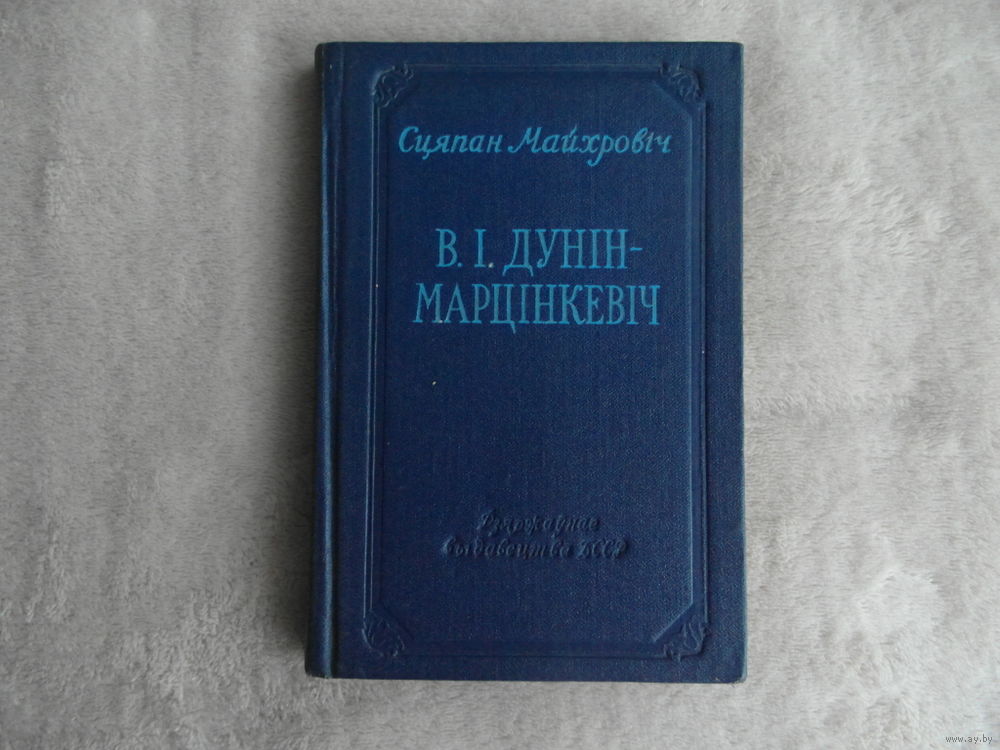 Сцяпан Майхровіч
В. І. ДУНІН-
МАРЦІНКЕВІЧ
Дзяржаўнае
выдавецтва БССР
www.ay.by